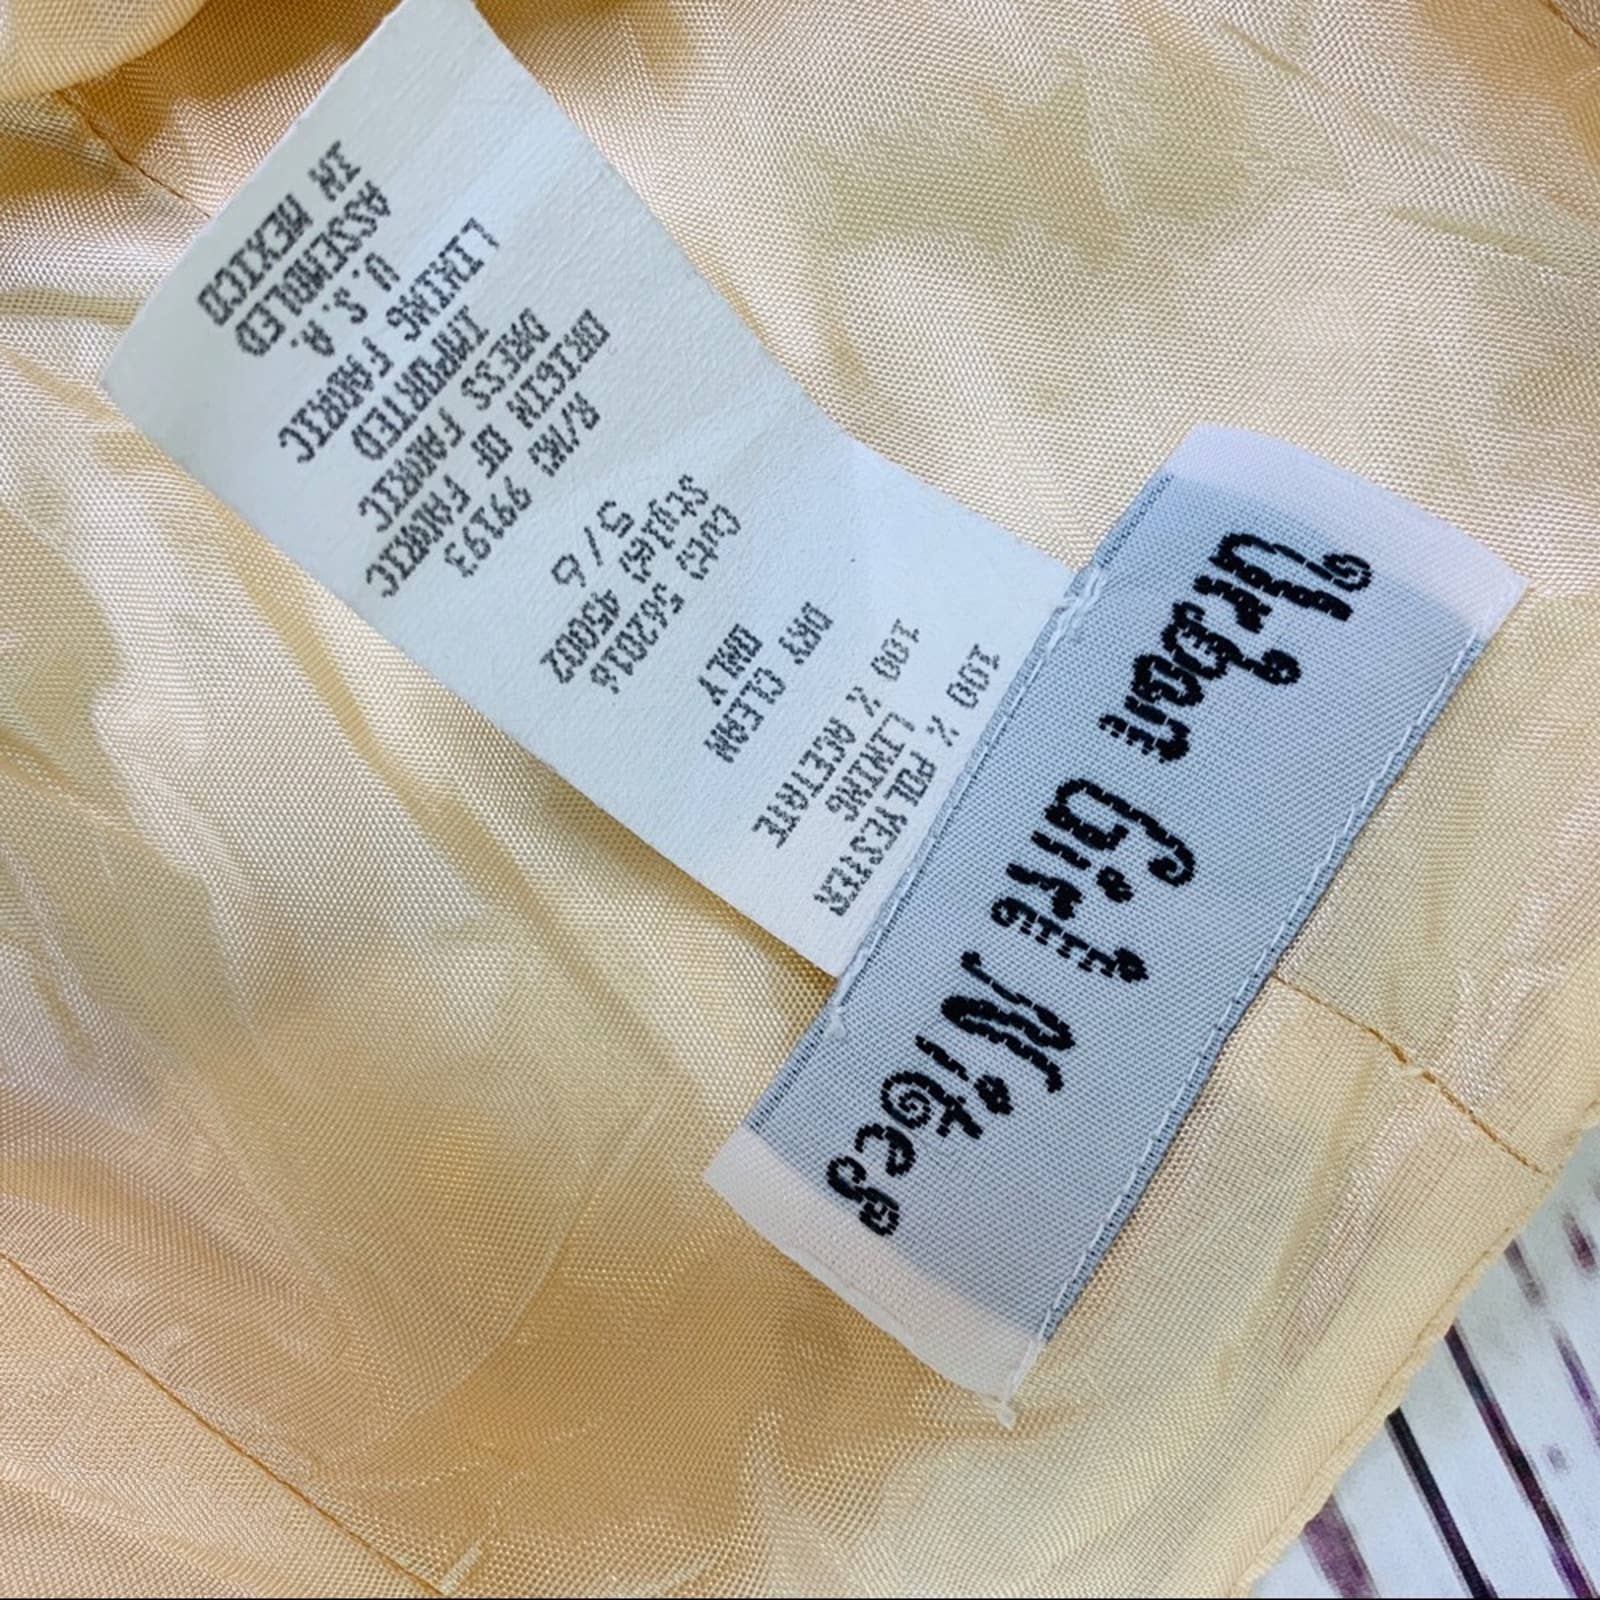 Urban Girl Nites
100 % POLYESTER
LINING
100 % ACETATE
DRY CLEAN
ONLY
Cut# 562016
Style# 45002
5/6
R/N# 79193
ORIGIN OF FABRIC
DRESS FABRIC
IMPORTED
LINING FABRIC
U.S.A.
ASSEMBLED
IN MEXICO